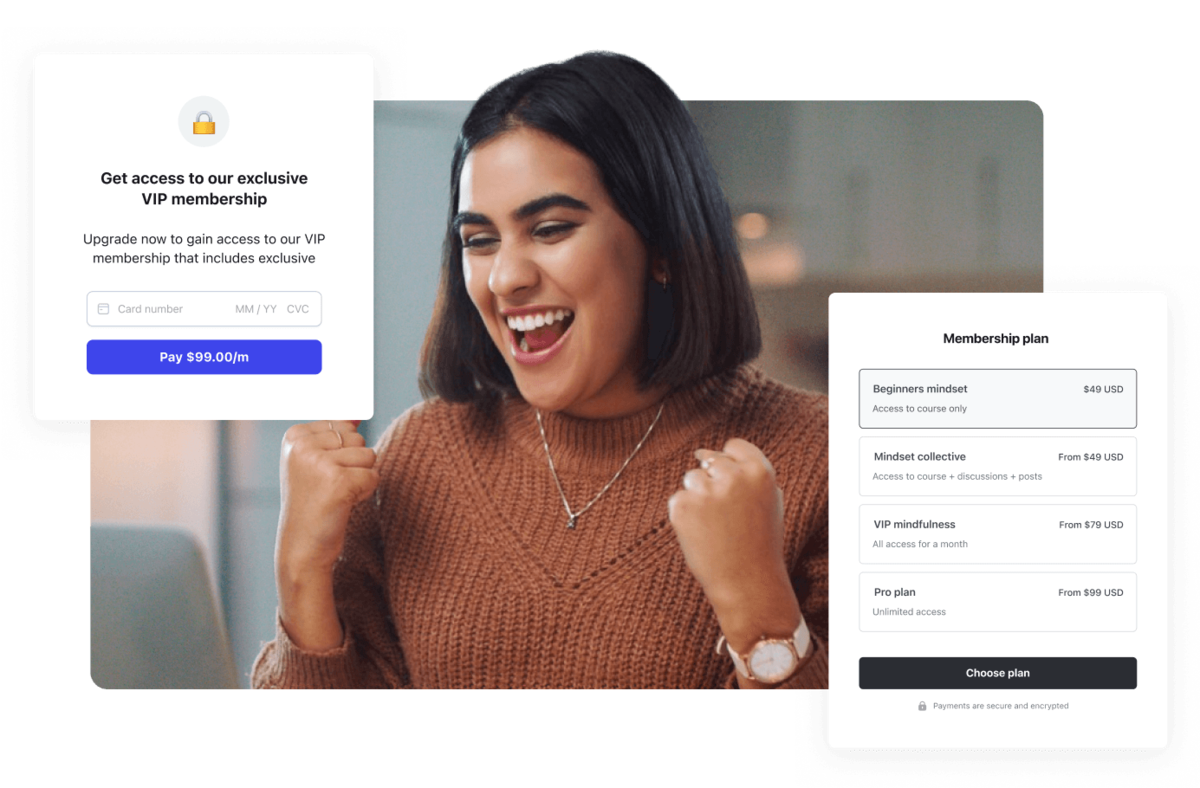 Get access to our exclusive
VIP membership
Upgrade now to gain access to our VIP
membership that includes exclusive
Card number MM / YY CVC
Pay $99.00/m
Membership plan
Beginners mindset $49 USD
Access to course only
Mindset collective From $49 USD
Access to course + discussions + posts
VIP mindfulness From $79 USD
All access for a month
Pro plan From $99 USD
Unlimited access
Choose plan
Payments are secure and encrypted